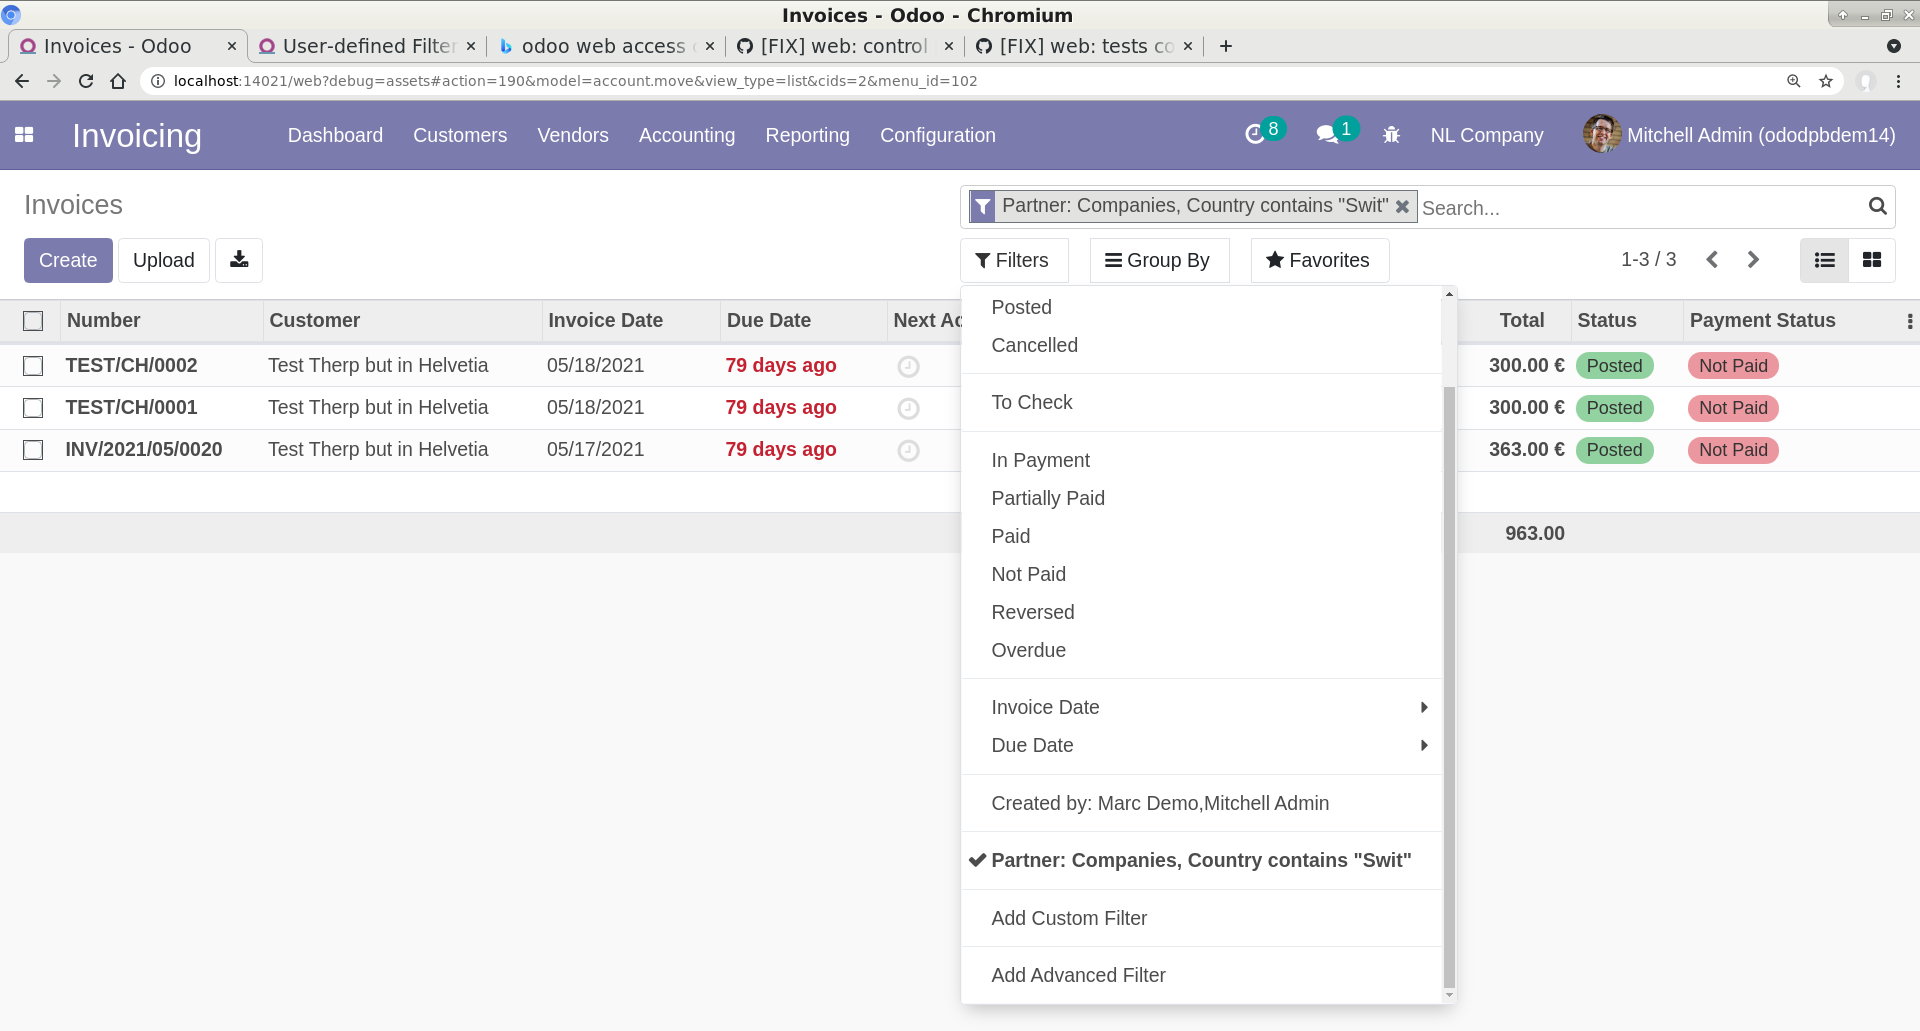 Invoices - Odoo - Chromium
Invoices - Odoo
User-defined Filter
odoo web access
[FIX] web: control
[FIX] web: tests co
localhost:14021/web?debug=assets#action=190&model=account.move&view_type=list&cids=2&menu_id=102
Invoicing
Dashboard
Customers
Vendors
Accounting
Reporting
Configuration
8
1
NL Company
Mitchell Admin (ododpbdem14)
Invoices
Partner: Companies, Country contains "Swit"
Search...
Create
Upload
Filters
Group By
Favorites
1-3 / 3
Number Customer Invoice Date Due Date Next Ac Total Status Payment Status
TEST/CH/0002 Test Therp but in Helvetia 05/18/2021 79 days ago 300.00 € Posted Not Paid
TEST/CH/0001 Test Therp but in Helvetia 05/18/2021 79 days ago 300.00 € Posted Not Paid
INV/2021/05/0020 Test Therp but in Helvetia 05/17/2021 79 days ago 363.00 € Posted Not Paid
963.00
Posted
Cancelled
To Check
In Payment
Partially Paid
Paid
Not Paid
Reversed
Overdue
Invoice Date
Due Date
Created by: Marc Demo,Mitchell Admin
Partner: Companies, Country contains "Swit"
Add Custom Filter
Add Advanced Filter